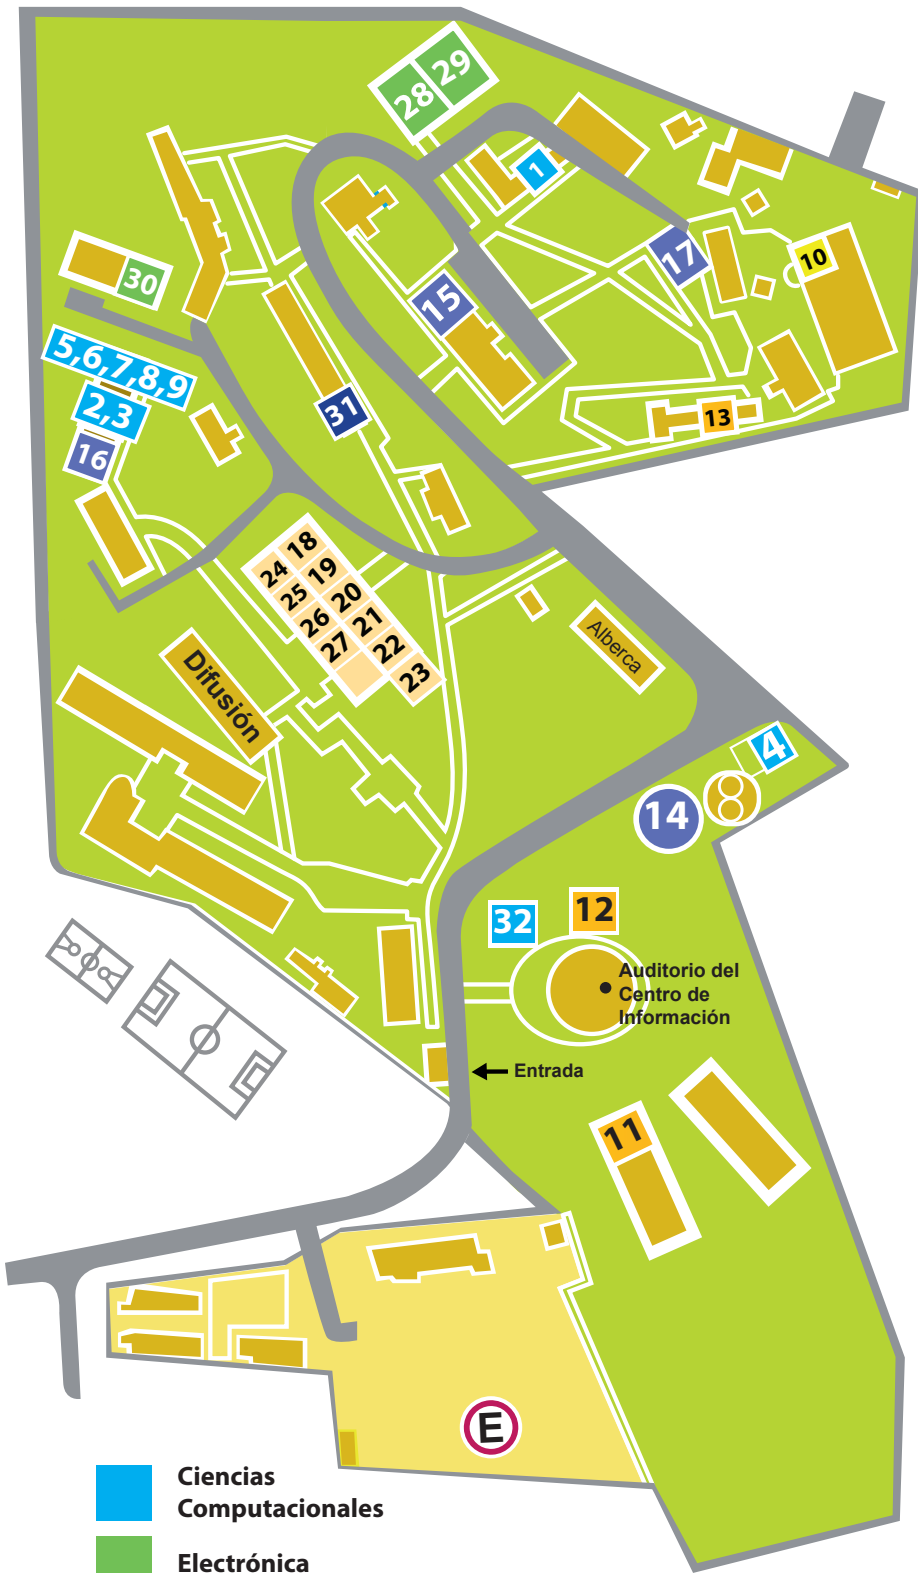 29
28
1
17
10
30
15
5,6,7,8,9
2,3
31
13
16
18
24
19
25
20
26
21
27
22
23
Alberca
Difusión
4
14
32
12
Auditorio del
Centro de
Información
Entrada
11
E
Ciencias
Computacionales
Electrónica